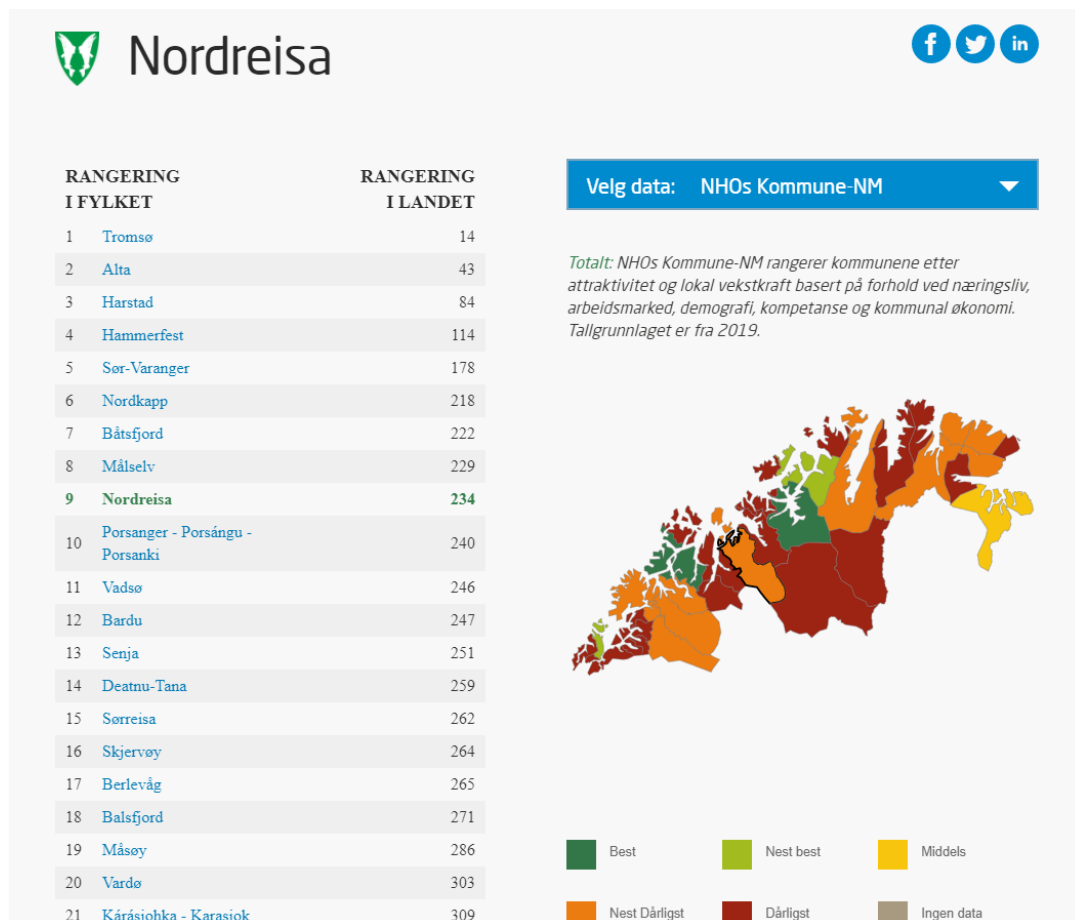 Nordreisa
f
in
RANGERING
I FYLKET
RANGERING
I LANDET
1 Tromsø 14
2 Alta 43
3 Harstad 84
4 Hammerfest 114
5 Sør-Varanger 178
6 Nordkapp 218
7 Båtsfjord 222
8 Målselv 229
9 Nordreisa 234
10 Porsanger - Porsángu -
Porsanki 240
11 Vadsø 246
12 Bardu 247
13 Senja 251
14 Deatnu-Tana 259
15 Sørreisa 262
16 Skjervøy 264
17 Berlevåg 265
18 Balsfjord 271
19 Måsøy 286
20 Vardø 303
21 Kárásjohka - Karasjok 309
Velg data: NHOs Kommune-NM
Totalt: NHOs Kommune-NM rangerer kommunene etter
attraktivitet og lokal vekstkraft basert på forhold ved næringsliv,
arbeidsmarked, demografi, kompetanse og kommunal økonomi.
Tallgrunnlaget er fra 2019.
Best
Nest best
Middels
Nest Dårligst
Dårligst
Ingen data